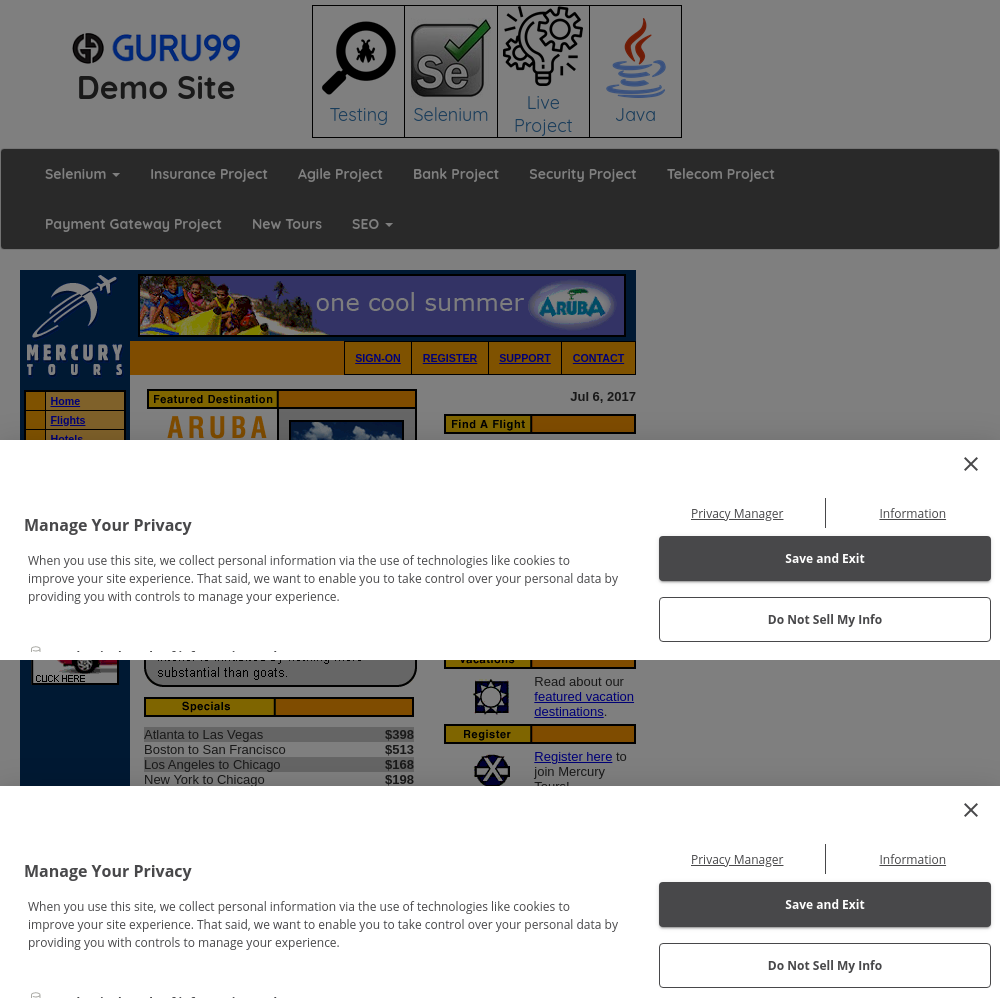 GURU99
Demo Site
Testing
Selenium
Live
Project
Java
Selenium
Insurance Project
Agile Project
Bank Project
Security Project
Telecom Project
Payment Gateway Project
New Tours
SEO
one cool summer
ARUBA
MERCURY
TOURS
SIGN-ON
REGISTER
SUPPORT
CONTACT
Home
Flights
Hotels
Featured Destination
ARUBA
Jul 6, 2017
Find A Flight
Manage Your Privacy
When you use this site, we collect personal information via the use of technologies like cookies to
improve your site experience. That said, we want to enable you to take control over your personal data by
providing you with controls to manage your experience.
Privacy Manager
Information
Save and Exit
Do Not Sell My Info
CLICK HERE
substantial than goats.
Specials
Atlanta to Las Vegas $398
Boston to San Francisco $513
Los Angeles to Chicago $168
New York to Chicago $198
Vacations
Read about our
featured vacation
destinations.
Register
Register here to
join Mercury
Tours!
Manage Your Privacy
When you use this site, we collect personal information via the use of technologies like cookies to
improve your site experience. That said, we want to enable you to take control over your personal data by
providing you with controls to manage your experience.
Privacy Manager
Information
Save and Exit
Do Not Sell My Info